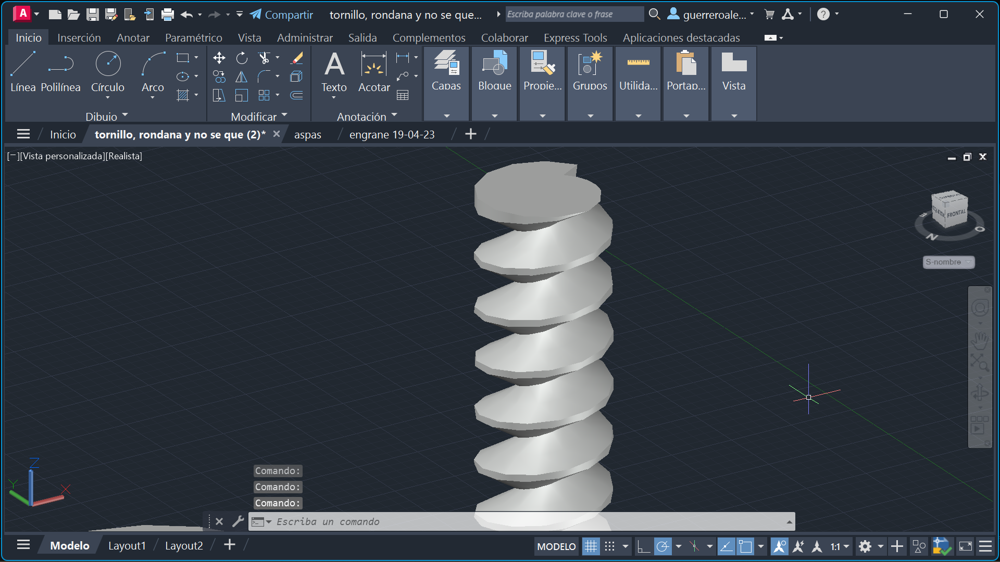 A
Compartir
tornillo, rondana y no se que...
Escriba palabra clave o frase
guerreroale...
?
Inicio
Inserción
Anotar
Paramétrico
Vista
Administrar
Salida
Complementos
Colaborar
Express Tools
Aplicaciones destacadas
Línea
Polilínea
Círculo
Arco
Texto
Acotar
Capas
Bloque
Propie...
Grupos
Utilida...
Portap...
Vista
Dibujo
Modificar
Anotación
Inicio
tornillo, rondana y no se que (2)*
aspas
engrane 19-04-23
[−][Vista personalizada][Realista]
SUPERIOR
IZQUIERDA
FRONTAL
N
O
S-nombre
Z
Y
X
Comando:
Comando:
Comando:
Escriba un comando
Modelo
Layout1
Layout2
MODELO
1:1